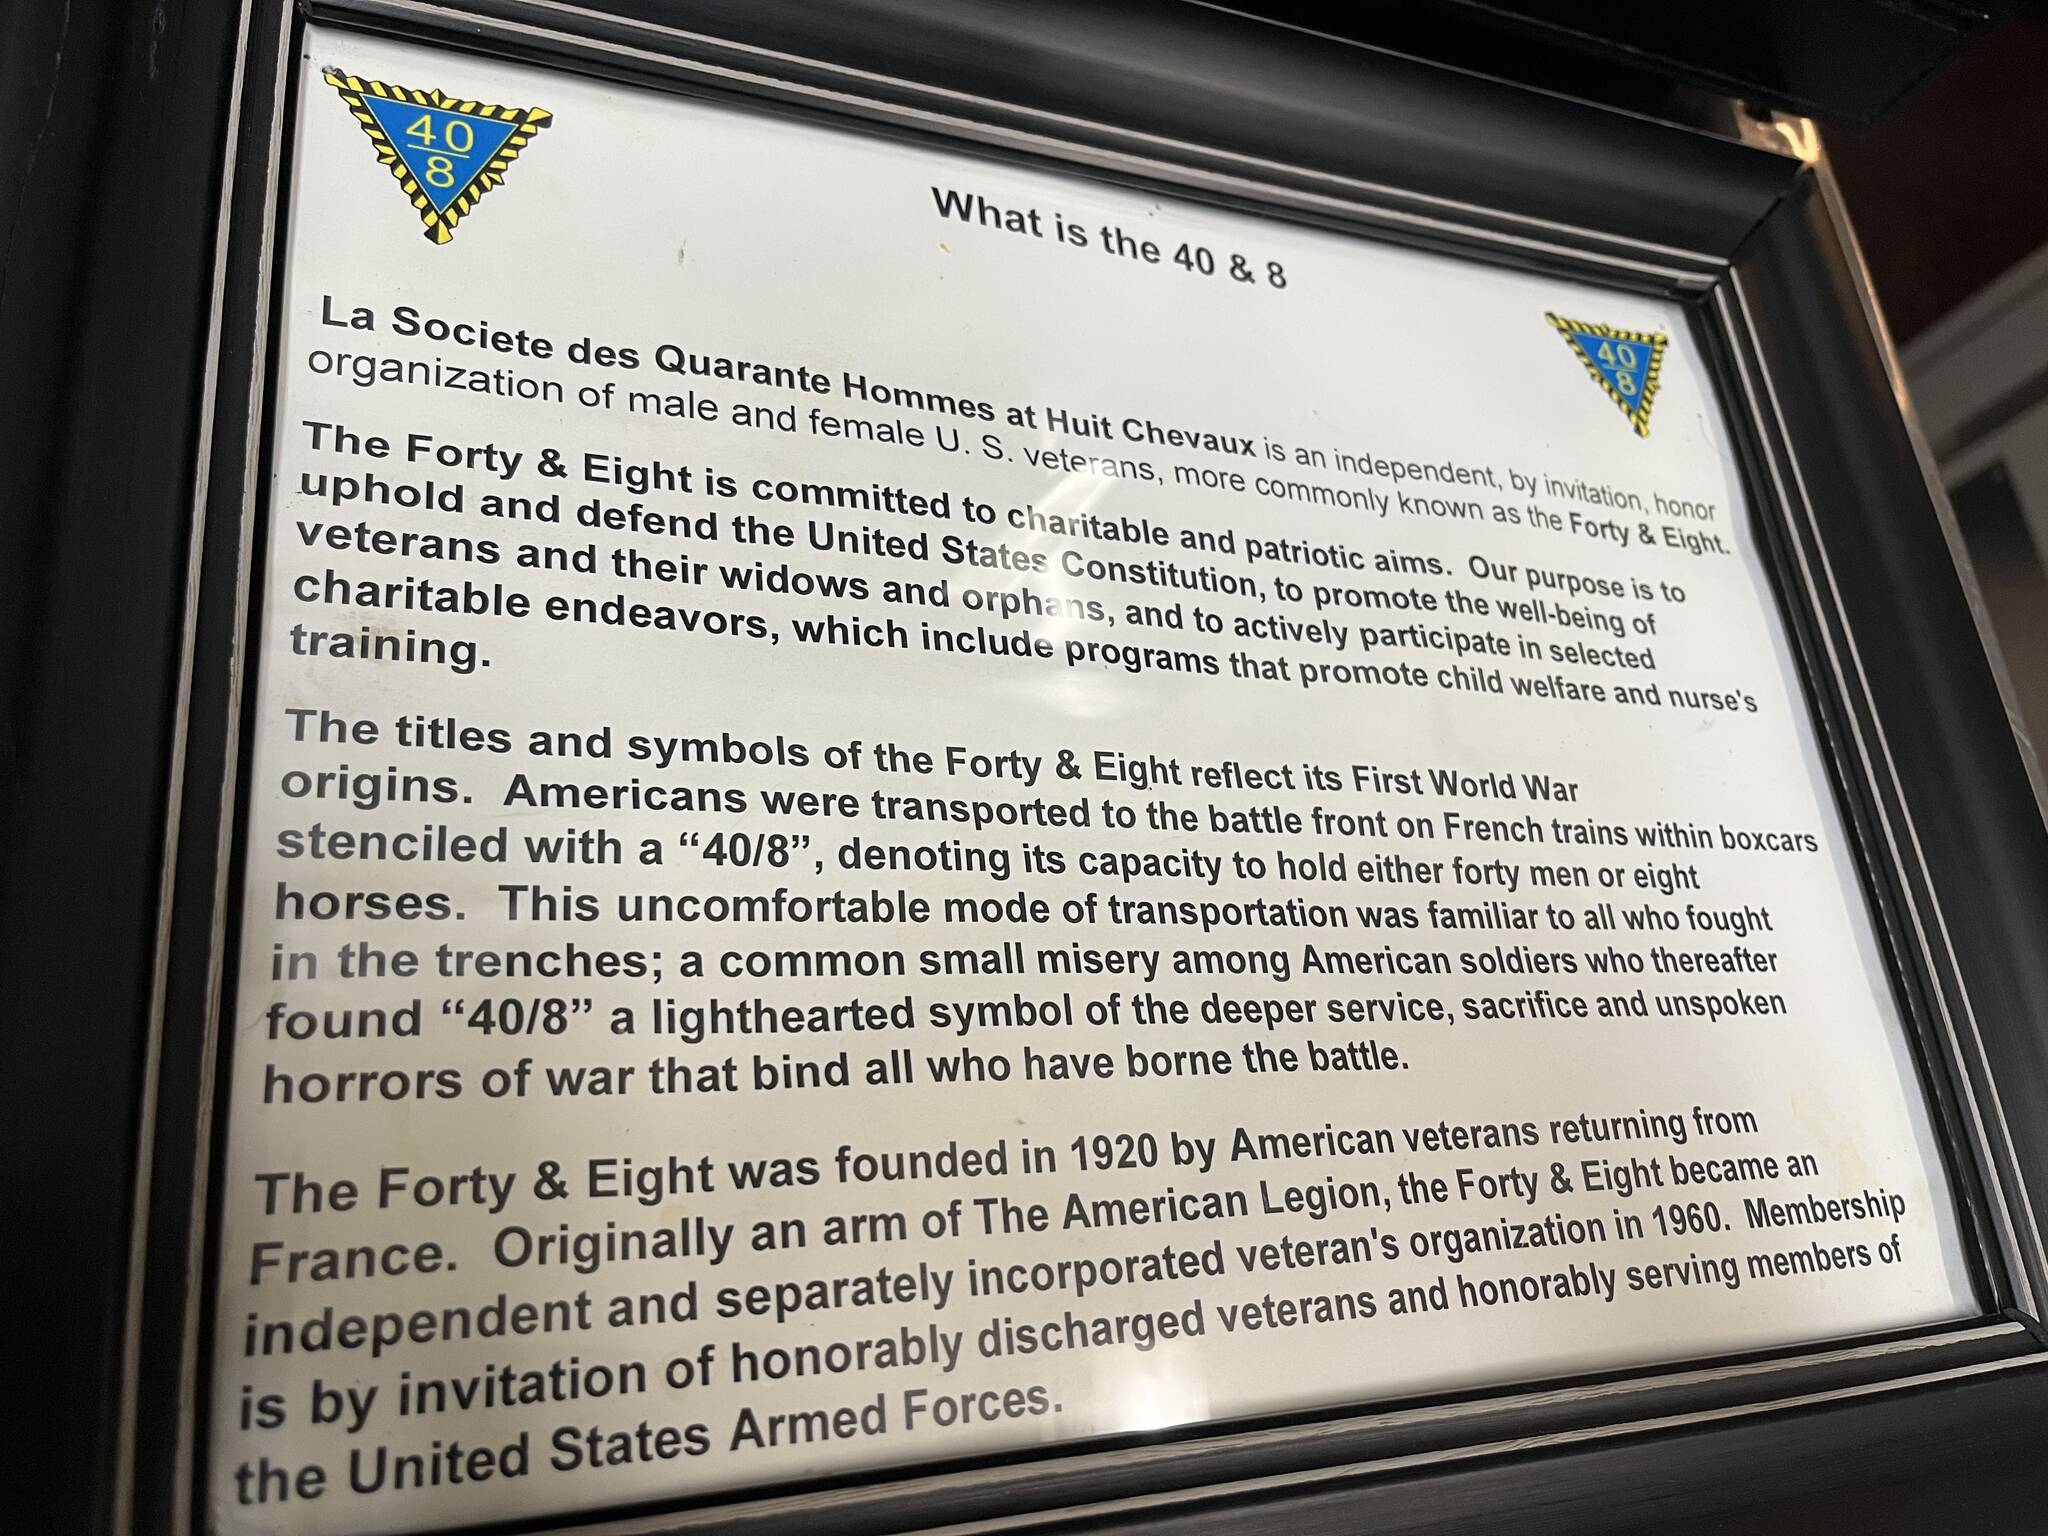 40
8
What is the 40 & 8
40
8
La Societe des Quarante Hommes at Huit Chevaux is an independent, by invitation, honor
organization of male and female U. S. veterans, more commonly known as the Forty & Eight.
The Forty & Eight is committed to charitable and patriotic aims. Our purpose is to
uphold and defend the United States Constitution, to promote the well-being of
veterans and their widows and orphans, and to actively participate in selected
charitable endeavors, which include programs that promote child welfare and nurse's
training.
The titles and symbols of the Forty & Eight reflect its First World War
origins. Americans were transported to the battle front on French trains within boxcars
stenciled with a “40/8”, denoting its capacity to hold either forty men or eight
horses. This uncomfortable mode of transportation was familiar to all who fought
in the trenches; a common small misery among American soldiers who thereafter
found “40/8” a lighthearted symbol of the deeper service, sacrifice and unspoken
horrors of war that bind all who have borne the battle.
The Forty & Eight was founded in 1920 by American veterans returning from
France. Originally an arm of The American Legion, the Forty & Eight became an
independent and separately incorporated veteran's organization in 1960. Membership
is by invitation of honorably discharged veterans and honorably serving members of
the United States Armed Forces.